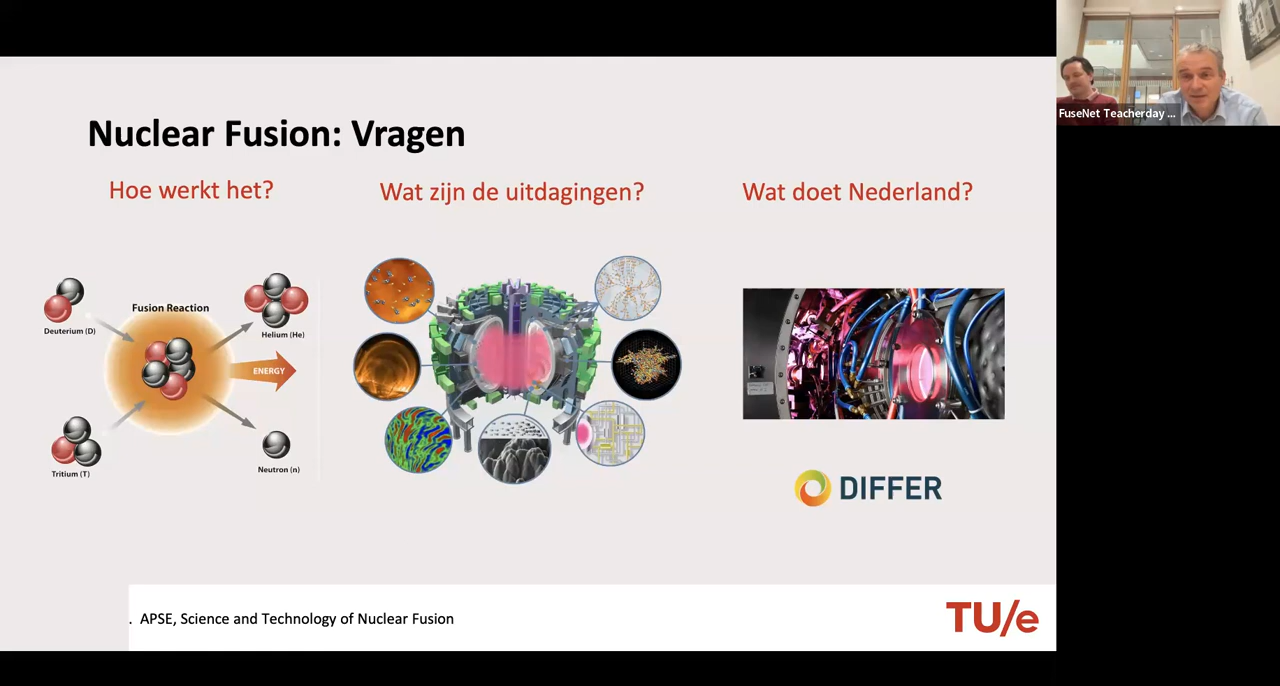 Nuclear Fusion: Vragen
Hoe werkt het?
Wat zijn de uitdagingen?
Wat doet Nederland?
Fusion Reaction
Deuterium (D)
Helium (He)
ENERGY
Tritium (T)
Neutron (n)
DIFFER
. APSE, Science and Technology of Nuclear Fusion
TU/e
FuseNet Teacherday ...